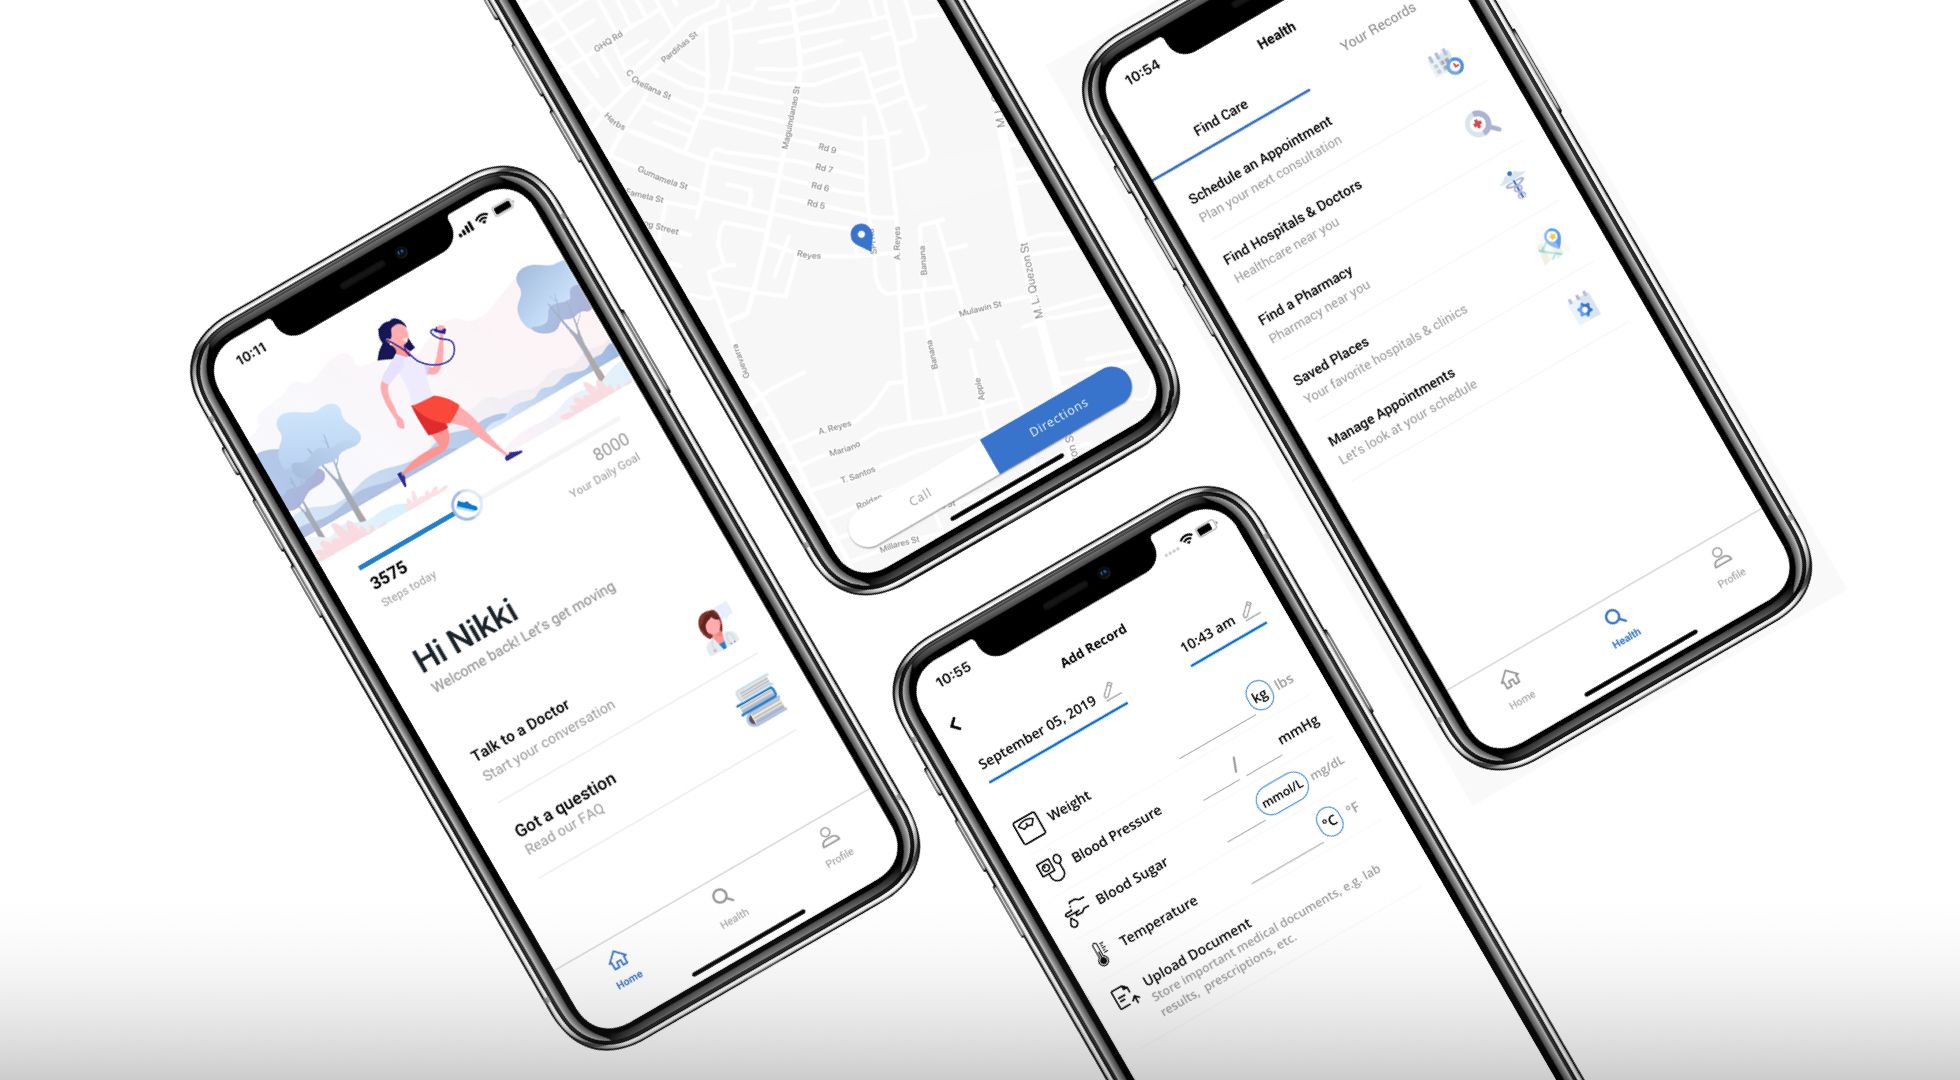 10:11
8000
Your Daily Goal
3575
Steps today
Hi Nikki
Welcome back! Let's get moving
Talk to a Doctor
Start your conversation
Got a question
Read our FAQ
Home
Health
Profile
GHQ Rd
Pardiñas St
C Orellana St
Herbs
Maguindanao St
Rd 9
Rd 7
Rd 6
Rd 5
Gumamela St
amela St
ng Street
Reyes
A. Reyes
Banana
M. L. Quezon St
Mulawin St
Guevarra
Banana
Apple
A. Reyes
Mariano
T. Santos
Roldan
Millares St
Call
Directions
10:54
Health
Find Care
Your Records
Schedule an Appointment
Plan your next consultation
Find Hospitals & Doctors
Healthcare near you
Find a Pharmacy
Pharmacy near you
Saved Places
Your favorite hospitals & clinics
Manage Appointments
Let's look at your schedule
Home
Health
Profile
10:55
Add Record
September 05, 2019
10:43 am
Weight
kg lbs
Blood Pressure
/ mmHg
Blood Sugar
mmol/L mg/dL
Temperature
°C °F
Upload Document
Store important medical documents, e.g. lab
results, prescriptions, etc.